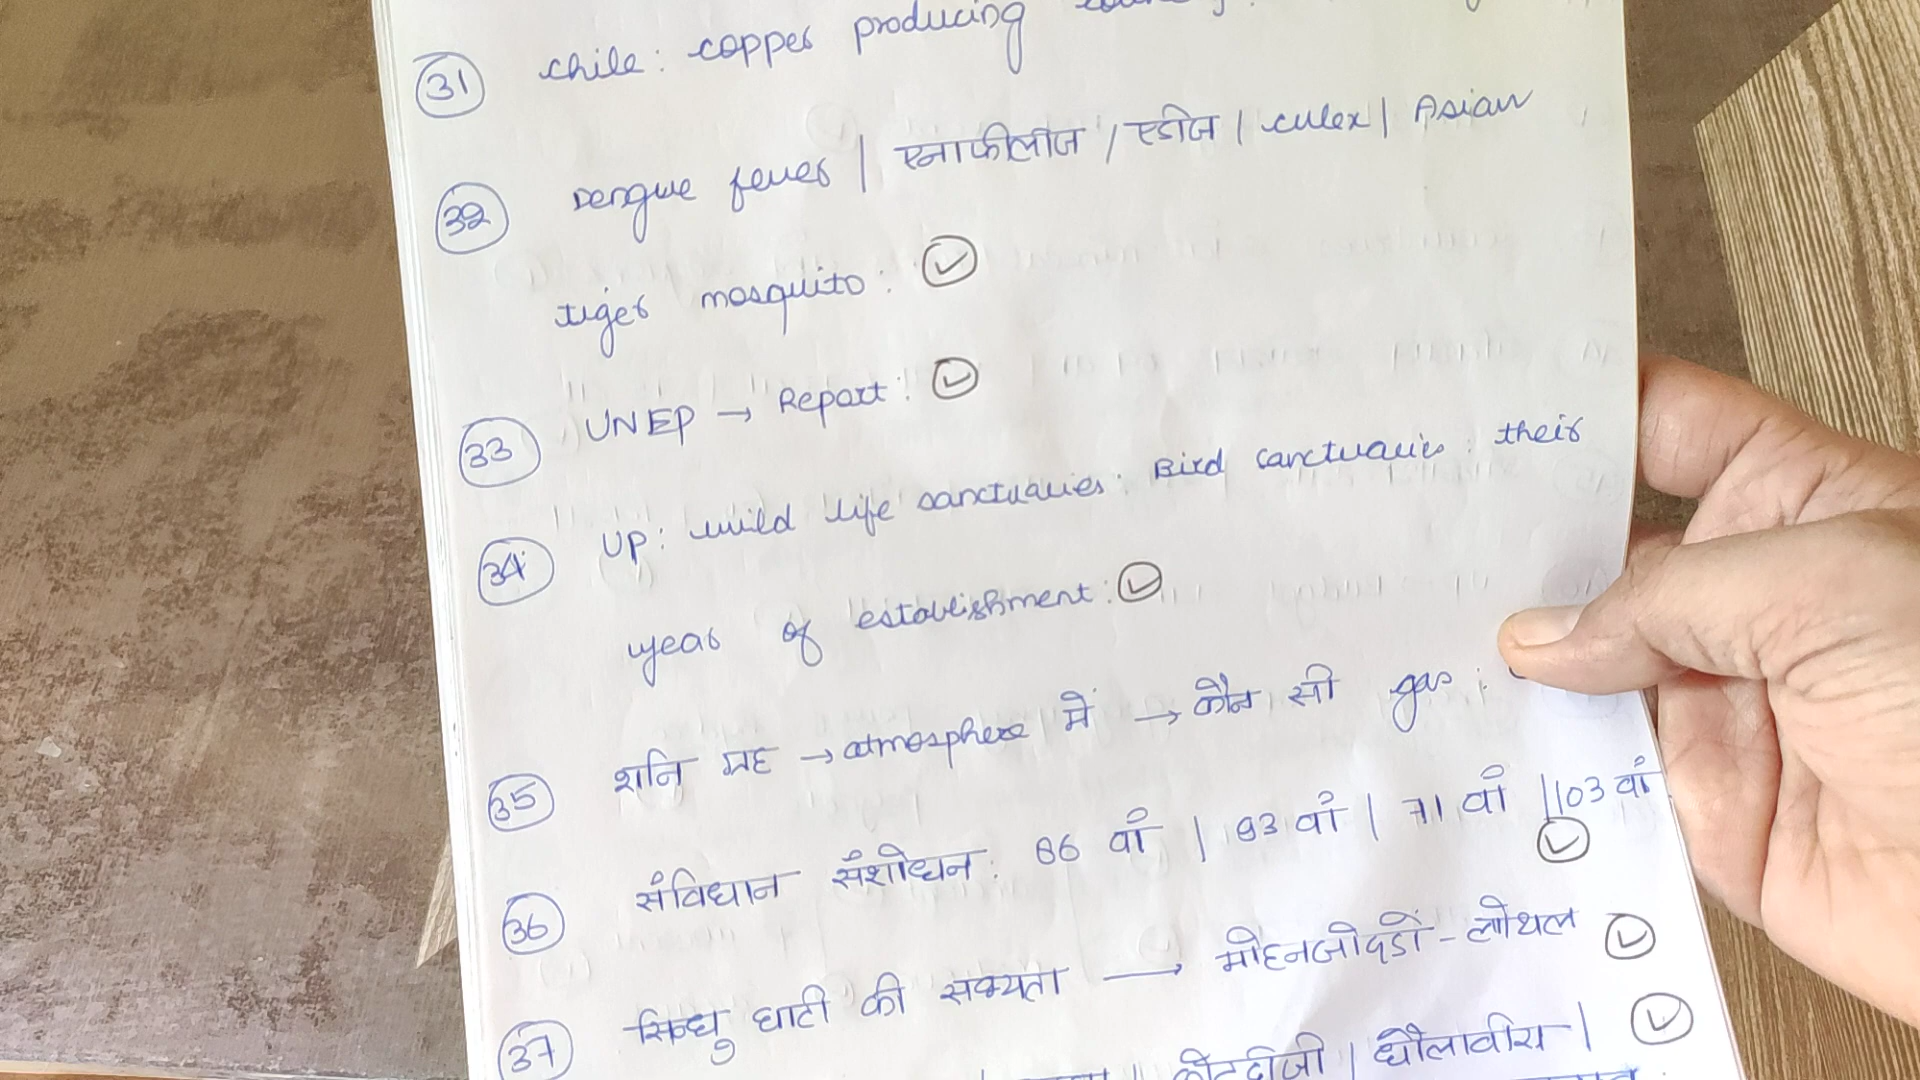 31 chile: copper producing
32 Dengue fever | एनाफीलीज / एडीज | culex | Asian
tiger mosquito:
33 UNEP → Report:
34 UP: wild life sanctuaries: Bird sanctuaries: their
year of establishment:
35 शनि ग्रह → atmosphere में → कौन सी gas:
36 संविधान संशोधन: 86 वां | 93 वां | 71 वां || 103 वां
37 सिन्धु घाटी की सभ्यता → मोहनजोदड़ों - लोथल
कोटदीजी | धौलावीरा |